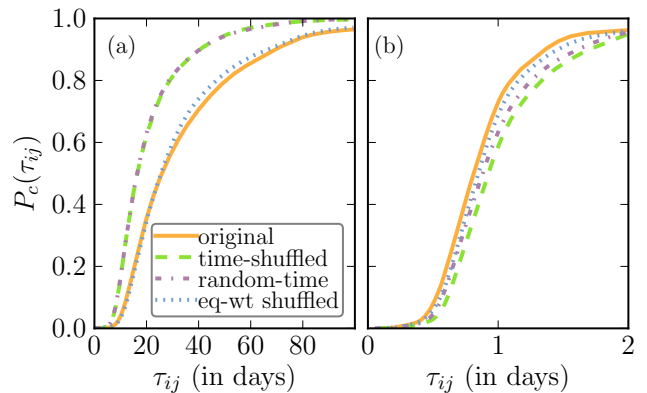 (a)
(b)
P_c(τ_ij)
1.0
0.8
0.6
0.4
0.2
0.0
original
time-shuffled
random-time
eq-wt shuffled
0 20 40 60 80
0 1 2
τ_ij (in days)
τ_ij (in days)